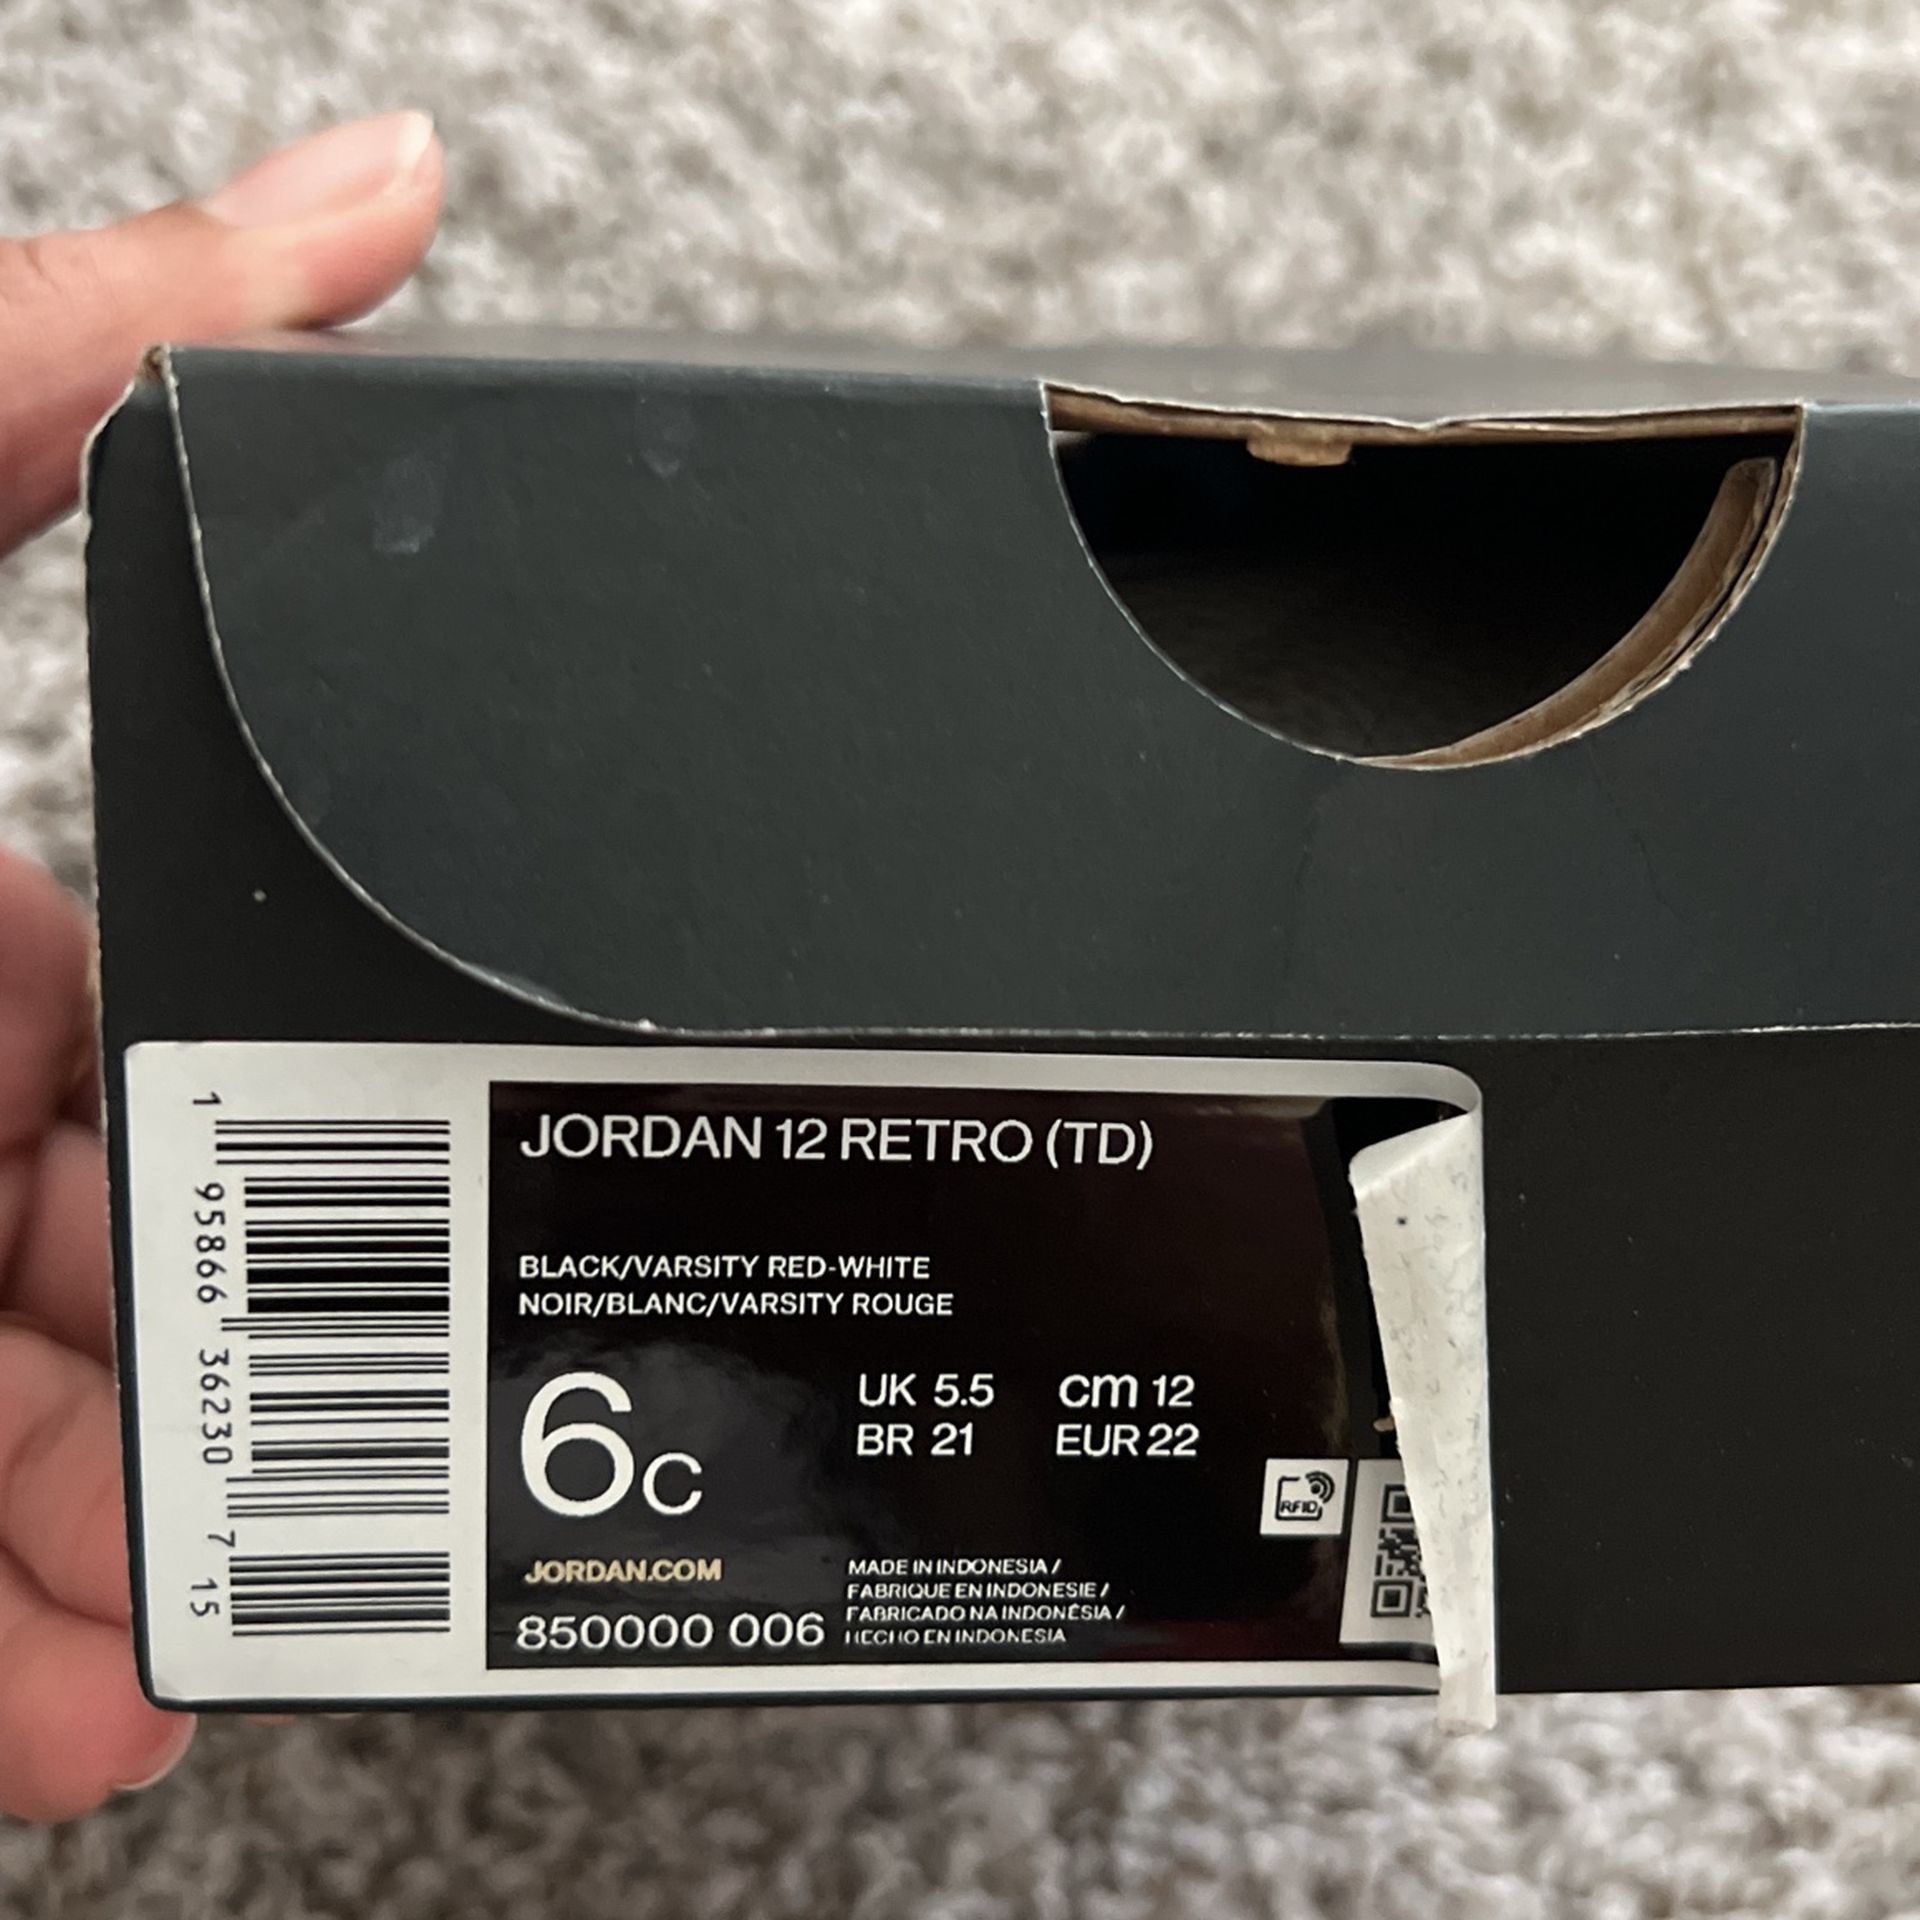 JORDAN 12 RETRO (TD)
BLACK/VARSITY RED-WHITE
NOIR/BLANC/VARSITY ROUGE
6C
UK 5.5 cm 12
BR 21 EUR 22
RFID
JORDAN.COM
850000 006
MADE IN INDONESIA /
FABRIQUE EN INDONESIE /
FABRICADO NA INDONÉSIA /
HECHO EN INDONESIA
1 95866 36230 7 15